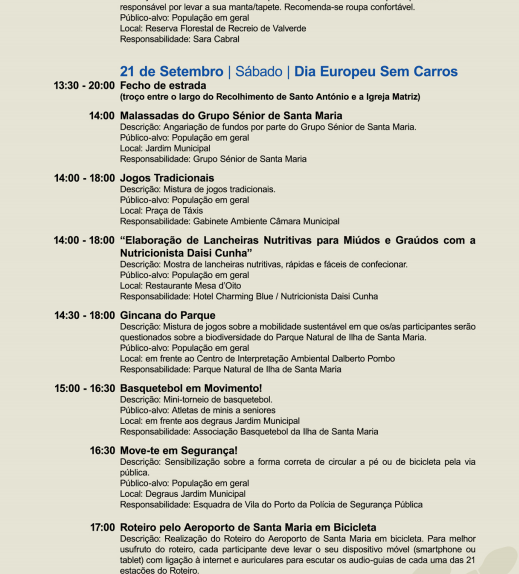 responsável por levar a sua manta/tapete. Recomenda-se roupa confortável.
Público-alvo: População em geral
Local: Reserva Florestal de Recreio de Valverde
Responsabilidade: Sara Cabral
21 de Setembro | Sábado | Dia Europeu Sem Carros
13:30 - 20:00 Fecho de estrada
(troço entre o largo do Recolhimento de Santo António e a Igreja Matriz)
14:00 Malassadas do Grupo Sénior de Santa Maria
Descrição: Angariação de fundos por parte do Grupo Sénior de Santa Maria.
Público-alvo: População em geral
Local: Jardim Municipal
Responsabilidade: Grupo Sénior de Santa Maria
14:00 - 18:00 Jogos Tradicionais
Descrição: Mistura de jogos tradicionais.
Público-alvo: População em geral
Local: Praça de Táxis
Responsabilidade: Gabinete Ambiente Câmara Municipal
14:00 - 18:00 “Elaboração de Lancheiras Nutritivas para Miúdos e Graúdos com a
Nutricionista Daisi Cunha”
Descrição: Mostra de lancheiras nutritivas, rápidas e fáceis de confecionar.
Público-alvo: População em geral
Local: Restaurante Mesa d'Oito
Responsabilidade: Hotel Charming Blue / Nutricionista Daisi Cunha
14:30 - 18:00 Gincana do Parque
Descrição: Mistura de jogos sobre a mobilidade sustentável em que os/as participantes serão
questionados sobre a biodiversidade do Parque Natural de Ilha de Santa Maria.
Público-alvo: População em geral
Local: em frente ao Centro de Interpretação Ambiental Dalberto Pombo
Responsabilidade: Parque Natural de Ilha de Santa Maria
15:00 - 16:30 Basquetebol em Movimento!
Descrição: Mini-torneio de basquetebol.
Público-alvo: Atletas de minis a seniores
Local: em frente aos degraus Jardim Municipal
Responsabilidade: Associação Basquetebol da Ilha de Santa Maria
16:30 Move-te em Segurança!
Descrição: Sensibilização sobre a forma correta de circular a pé ou de bicicleta pela via
pública.
Público-alvo: População em geral
Local: Degraus Jardim Municipal
Responsabilidade: Esquadra de Vila do Porto da Polícia de Segurança Pública
17:00 Roteiro pelo Aeroporto de Santa Maria em Bicicleta
Descrição: Realização do Roteiro do Aeroporto de Santa Maria em bicicleta. Para melhor
usufruto do roteiro, cada participante deve levar o seu dispositivo móvel (smartphone ou
tablet) com ligação à internet e auriculares para escutar os audio-guias de cada uma das 21
estações do Roteiro.